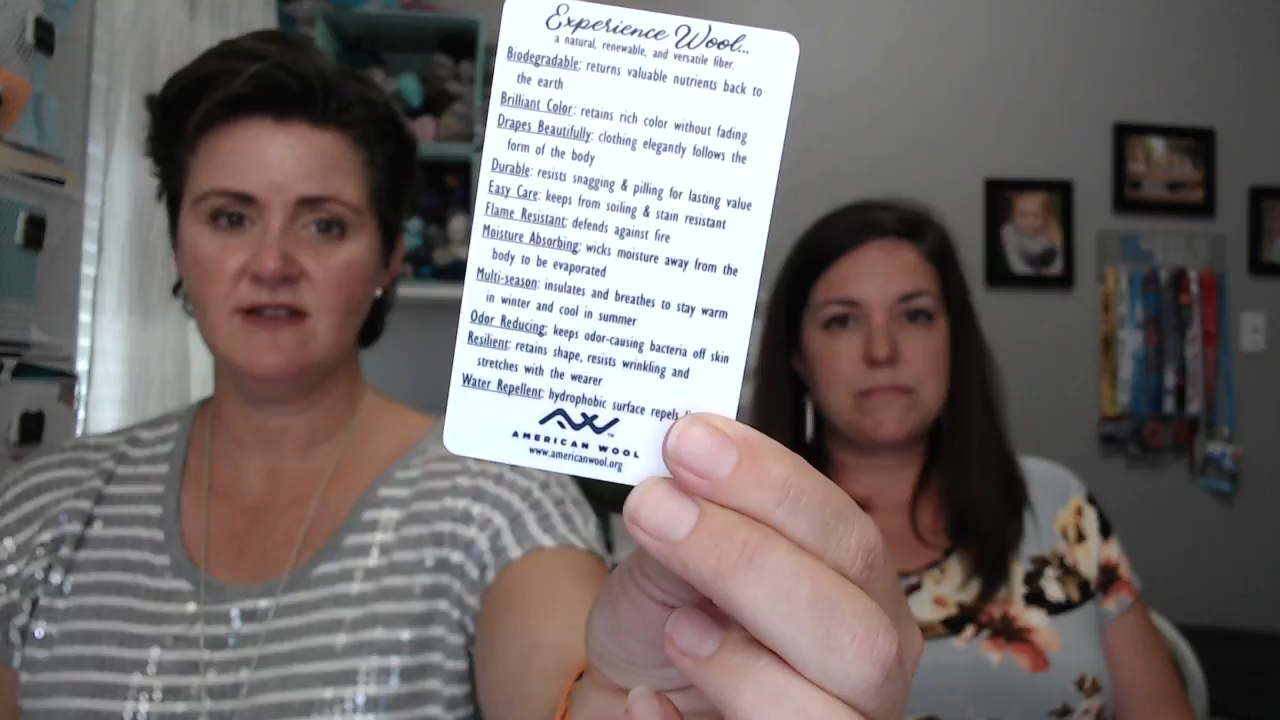 Experience Wool...
a natural, renewable, and versatile fiber.
Biodegradable: returns valuable nutrients back to
the earth
Brilliant Color: retains rich color without fading
Drapes Beautifully: clothing elegantly follows the
form of the body
Durable: resists snagging & pilling for lasting value
Easy Care: keeps from soiling & stain resistant
Flame Resistant: defends against fire
Moisture Absorbing: wicks moisture away from the
body to be evaporated
Multi-season: insulates and breathes to stay warm
in winter and cool in summer
Odor Reducing: keeps odor-causing bacteria off skin
Resilient: retains shape, resists wrinkling and
stretches with the wearer
Water Repellent: hydrophobic surface repels
AMERICAN WOOL
www.americanwool.org